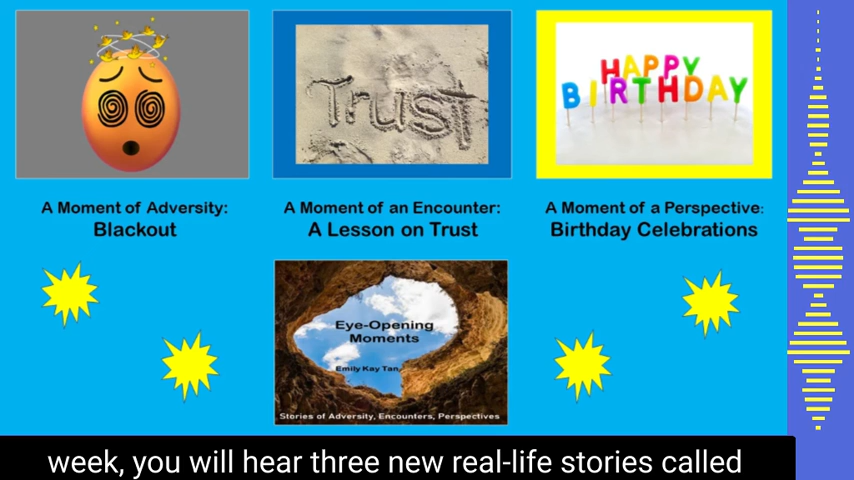 Trust
HAPPY
BIRTHDAY
A Moment of Adversity:
Blackout
A Moment of an Encounter:
A Lesson on Trust
A Moment of a Perspective:
Birthday Celebrations
Eye-Opening
Moments
Emily Kay Tan
Stories of Adversity, Encounters, Perspectives
week, you will hear three new real-life stories called